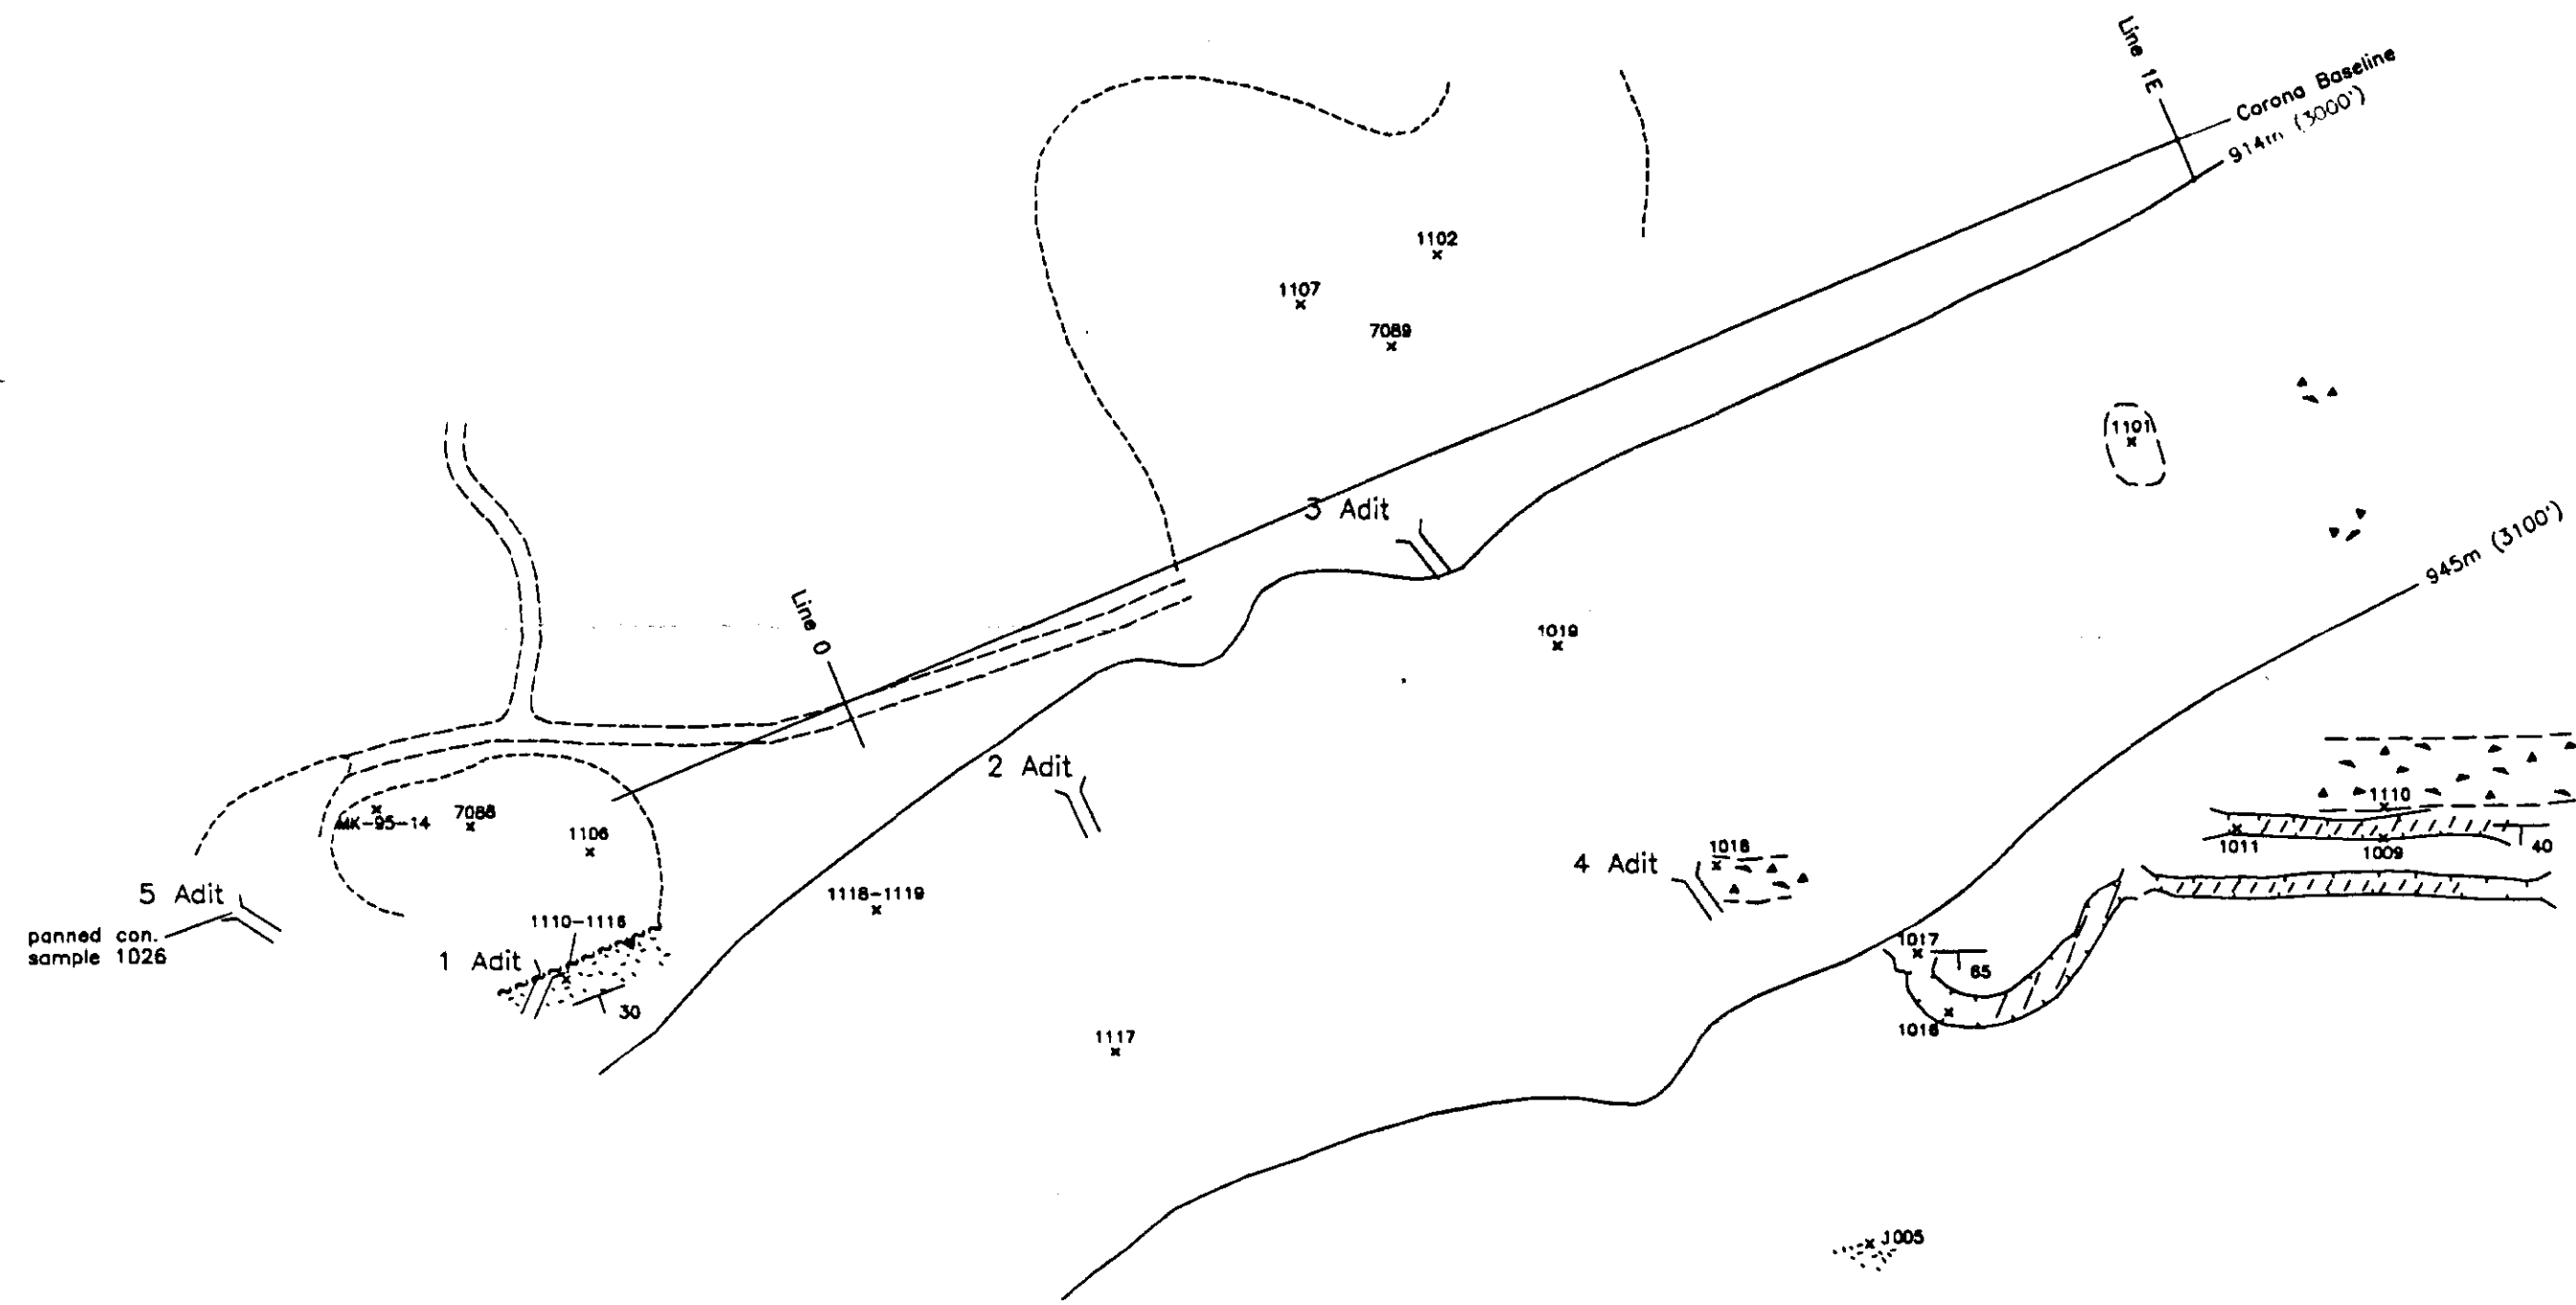 Line 1E
Corona Baseline
914m (3000')
1102
1107
7089
1101
3 Adit
945m (3100')
Line 0
1019
2 Adit
1110
MK-95-14
7086
1106
1018
4 Adit
1011
1009
40
5 Adit
1118-1119
1110-1116
panned con.
sample 1026
1 Adit
1017
65
30
1016
1117
1005